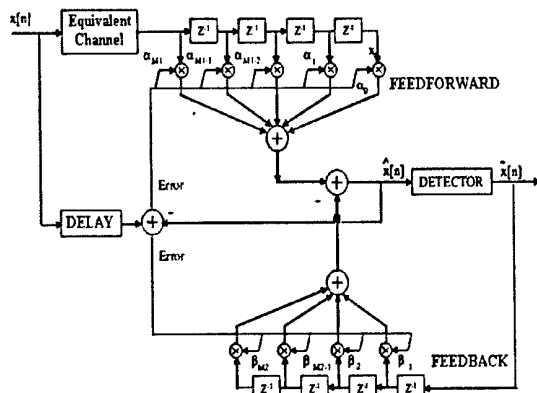 x[n]
Equivalent
Channel
Z⁻¹ Z⁻¹ Z⁻¹ Z⁻¹
α_M1 α_M1-1 α_M1-2 α_1 x
α_0
FEEDFORWARD
+
Error
x̂[n]
x̃[n]
+
DETECTOR
DELAY
+
-
-
Error
+
β_M2 β_M2-1 β_2 β_1
FEEDBACK
Z⁻¹ Z⁻¹ Z⁻¹ Z⁻¹